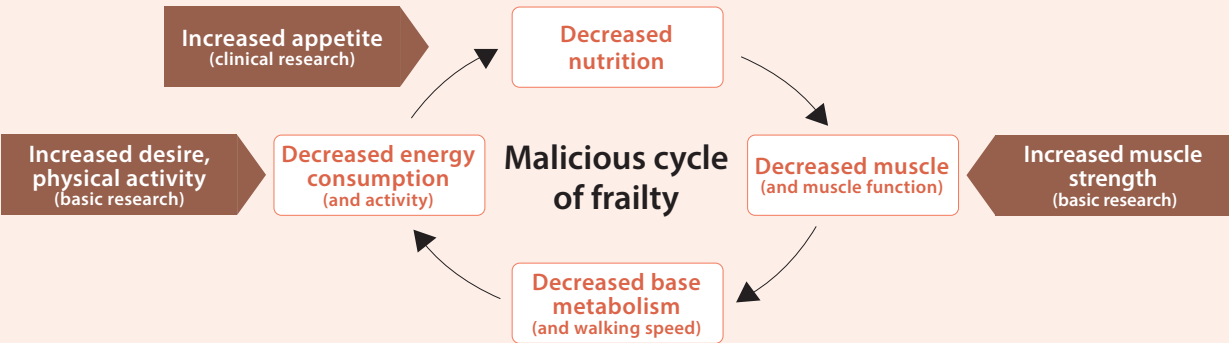 Increased appetite
(clinical research)
Decreased
nutrition
Increased desire,
physical activity
(basic research)
Decreased energy
consumption
(and activity)
Malicious cycle
of frailty
Decreased muscle
(and muscle function)
Increased muscle
strength
(basic research)
Decreased base
metabolism
(and walking speed)